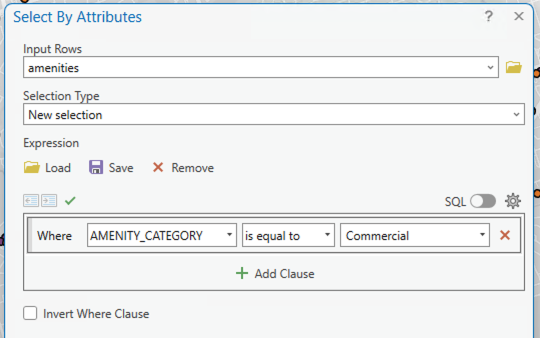 Select By Attributes ?
Input Rows
amenities
Selection Type
New selection
Expression
Load Save Remove
SQL
Where AMENITY_CATEGORY is equal to Commercial
Add Clause
Invert Where Clause